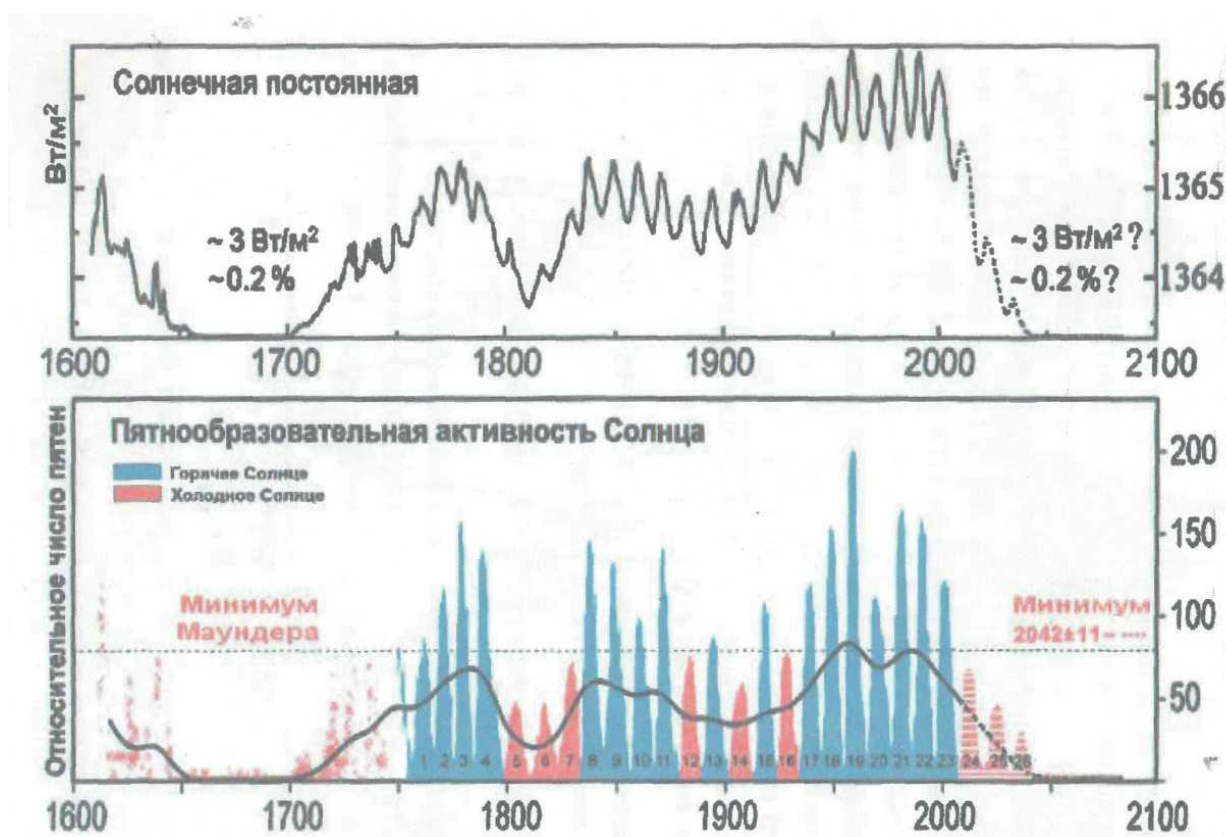 Солнечная постоянная
Вт/м²
1366
1365
1364
~ 3 Вт/м²
~0.2 %
~ 3 Вт/м² ?
~0.2 %?
1600 1700 1800 1900 2000 2100
Пятнообразовательная активность Солнца
Относительное число пятен
Горячее Солнце
Холодное Солнце
200
150
100
50
Минимум
Маундера
Минимум
2042±11
1 2 3 4 5 6 7 8 9 10 11 12 13 14 15 16 17 18 19 20 21 22 23 24 25 26
1600 1700 1800 1900 2000 2100